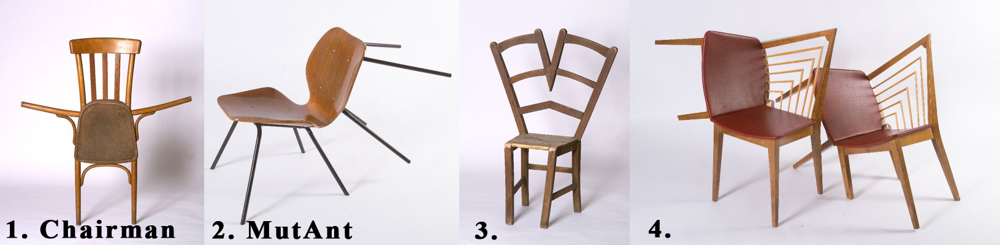 1. Chairman
2. MutAnt
3.
4.